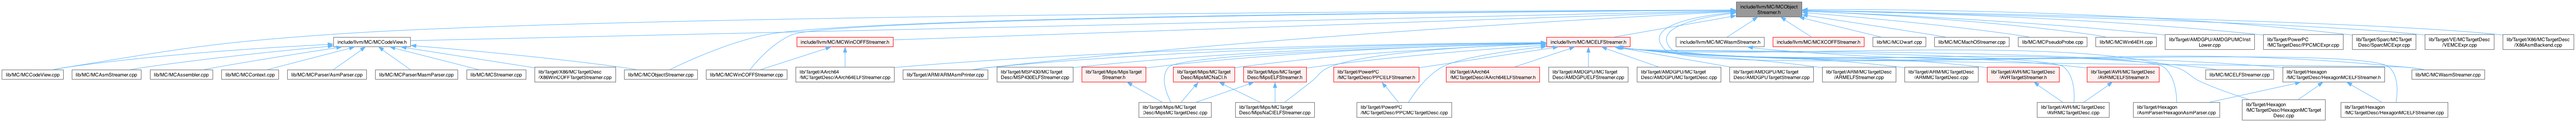 include/llvm/MC/MCObject
Streamer.h
include/llvm/MC/MCCodeView.h
include/llvm/MC/MCWinCOFFStreamer.h
include/llvm/MC/MCELFStreamer.h
include/llvm/MC/MCWasmStreamer.h
include/llvm/MC/MCXCOFFStreamer.h
lib/MC/MCDwarf.cpp
lib/MC/MCMachOStreamer.cpp
lib/MC/MCPseudoProbe.cpp
lib/MC/MCWin64EH.cpp
lib/Target/AMDGPU/AMDGPUMCInst
Lower.cpp
lib/Target/PowerPC
/MCTargetDesc/PPCMCExpr.cpp
lib/Target/Sparc/MCTarget
Desc/SparcMCExpr.cpp
lib/Target/VE/MCTargetDesc
/VEMCExpr.cpp
lib/Target/X86/MCTargetDesc
/X86AsmBackend.cpp
lib/MC/MCCodeView.cpp
lib/MC/MCAsmStreamer.cpp
lib/MC/MCAssembler.cpp
lib/MC/MCContext.cpp
lib/MC/MCParser/AsmParser.cpp
lib/MC/MCParser/MasmParser.cpp
lib/MC/MCStreamer.cpp
lib/Target/X86/MCTargetDesc
/X86WinCOFFTargetStreamer.cpp
lib/MC/MCObjectStreamer.cpp
lib/MC/MCWinCOFFStreamer.cpp
lib/Target/AArch64
/MCTargetDesc/AArch64ELFStreamer.cpp
lib/Target/ARM/ARMAsmPrinter.cpp
lib/Target/MSP430/MCTarget
Desc/MSP430ELFStreamer.cpp
lib/Target/Mips/MipsTarget
Streamer.h
lib/Target/Mips/MCTarget
Desc/MipsMCNaCl.h
lib/Target/Mips/MCTarget
Desc/MipsELFStreamer.h
lib/Target/PowerPC
/MCTargetDesc/PPCELFStreamer.h
lib/Target/AArch64
/MCTargetDesc/AArch64ELFStreamer.h
lib/Target/AMDGPU/MCTarget
Desc/AMDGPUELFStreamer.cpp
lib/Target/AMDGPU/MCTarget
Desc/AMDGPUMCTargetDesc.cpp
lib/Target/AMDGPU/MCTarget
Desc/AMDGPUTargetStreamer.cpp
lib/Target/ARM/MCTargetDesc
/ARMELFStreamer.cpp
lib/Target/ARM/MCTargetDesc
/ARMMCTargetDesc.cpp
lib/Target/AVR/MCTargetDesc
/AVRTargetStreamer.h
lib/Target/AVR/MCTargetDesc
/AVRMCELFStreamer.h
lib/MC/MCELFStreamer.cpp
lib/Target/Hexagon
/MCTargetDesc/HexagonMCELFStreamer.h
lib/MC/MCWasmStreamer.cpp
lib/Target/Mips/MCTarget
Desc/MipsMCTargetDesc.cpp
lib/Target/Mips/MCTarget
Desc/MipsNaClELFStreamer.cpp
lib/Target/PowerPC
/MCTargetDesc/PPCMCTargetDesc.cpp
lib/Target/AVR/MCTargetDesc
/AVRMCTargetDesc.cpp
lib/Target/Hexagon
/AsmParser/HexagonAsmParser.cpp
lib/Target/Hexagon
/MCTargetDesc/HexagonMCTarget
Desc.cpp
lib/Target/Hexagon
/MCTargetDesc/HexagonMCELFStreamer.cpp